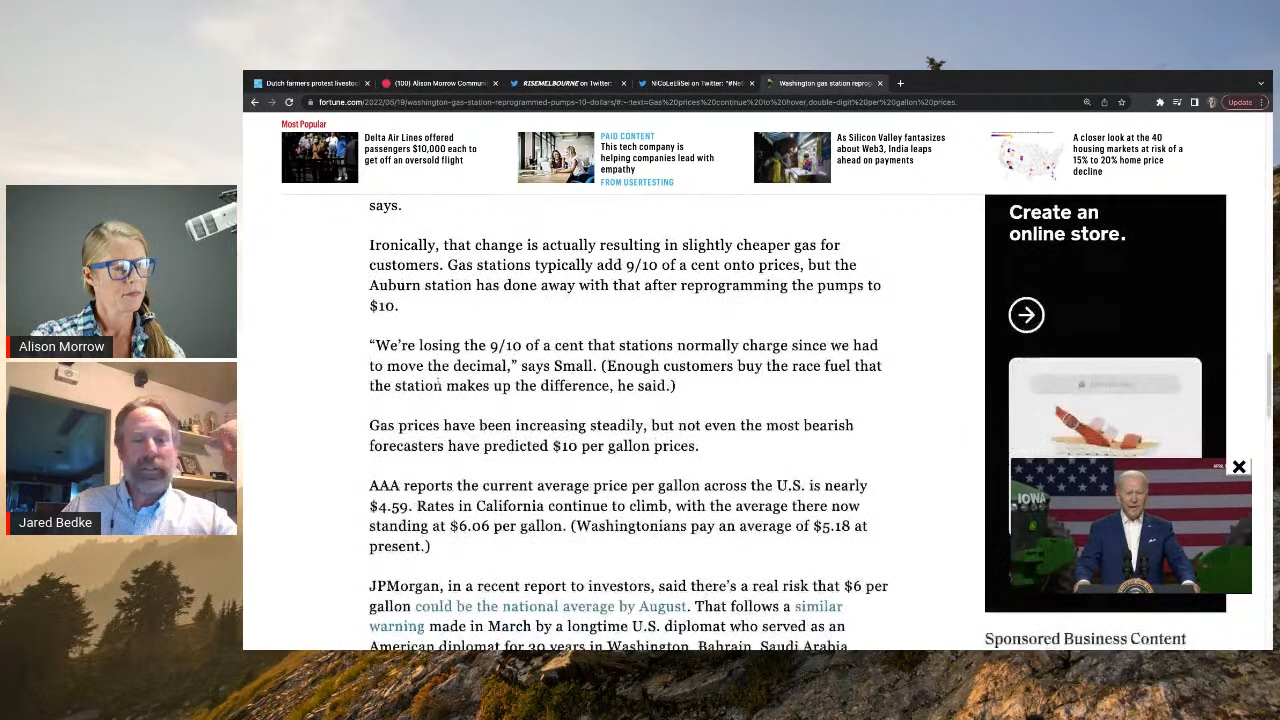 Dutch farmers protest livestoc
(100) Alison Morrow Communi
RISEMELBOURNE on Twitter:
NiCoLeEliSei on Twitter: "#Net
Washington gas station reprog
fortune.com/2022/05/19/washington-gas-station-reprogrammed-pumps-10-dollars/#:~:text=Gas%20prices%20continue%20to%20hover,double-digit%20per%20gallon%20prices.
Update
Most Popular
Delta Air Lines offered
passengers $10,000 each to
get off an oversold flight
PAID CONTENT
This tech company is
helping companies lead with
empathy
FROM USERTESTING
As Silicon Valley fantasizes
about Web3, India leaps
ahead on payments
A closer look at the 40
housing markets at risk of a
15% to 20% home price
decline
says.
Ironically, that change is actually resulting in slightly cheaper gas for
customers. Gas stations typically add 9/10 of a cent onto prices, but the
Auburn station has done away with that after reprogramming the pumps to
$10.
“We’re losing the 9/10 of a cent that stations normally charge since we had
to move the decimal,” says Small. (Enough customers buy the race fuel that
the station makes up the difference, he said.)
Gas prices have been increasing steadily, but not even the most bearish
forecasters have predicted $10 per gallon prices.
AAA reports the current average price per gallon across the U.S. is nearly
$4.59. Rates in California continue to climb, with the average there now
standing at $6.06 per gallon. (Washingtonians pay an average of $5.18 at
present.)
JPMorgan, in a recent report to investors, said there’s a real risk that $6 per
gallon could be the national average by August. That follows a similar
warning made in March by a longtime U.S. diplomat who served as an
American diplomat for 30 years in Washington, Bahrain, Saudi Arabia,
Create an
online store.
IOWA
Sponsored Business Content
Alison Morrow
Jared Bedke